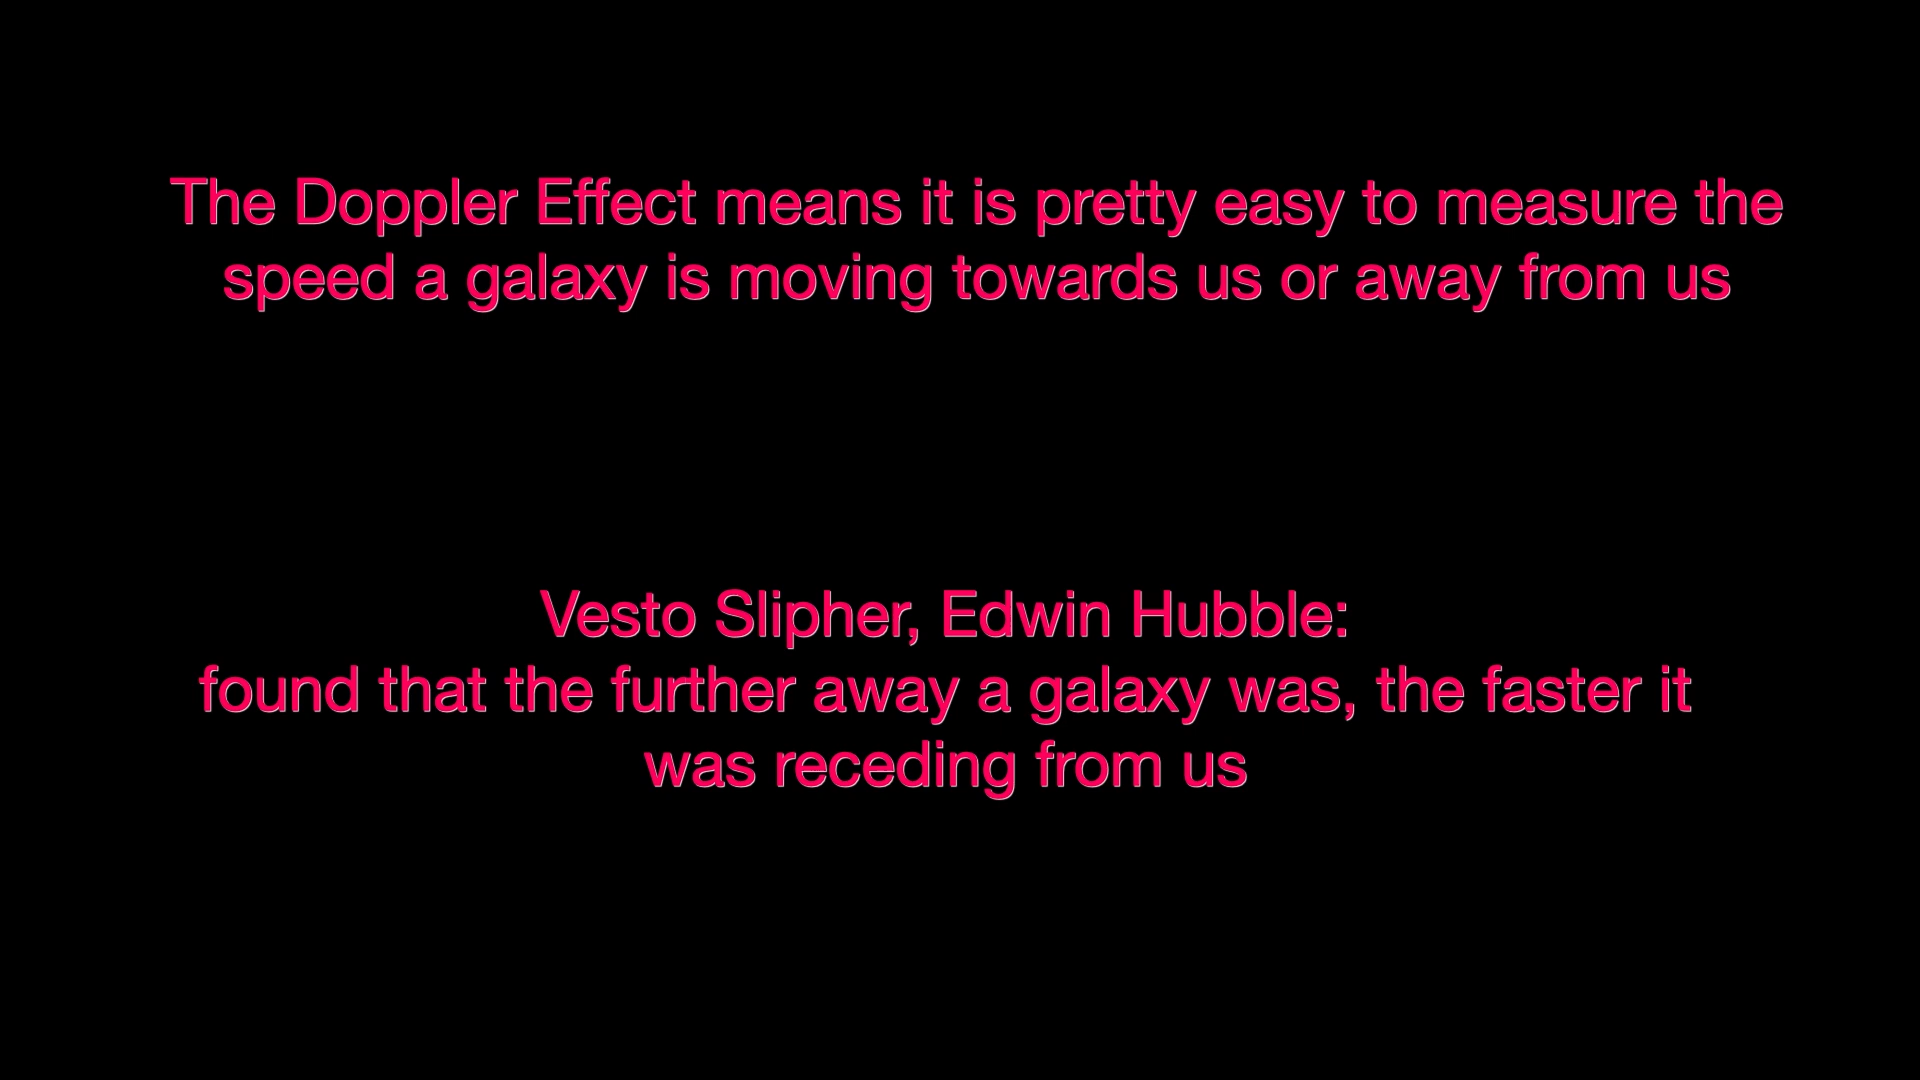 The Doppler Effect means it is pretty easy to measure the
speed a galaxy is moving towards us or away from us
Vesto Slipher, Edwin Hubble:
found that the further away a galaxy was, the faster it
was receding from us